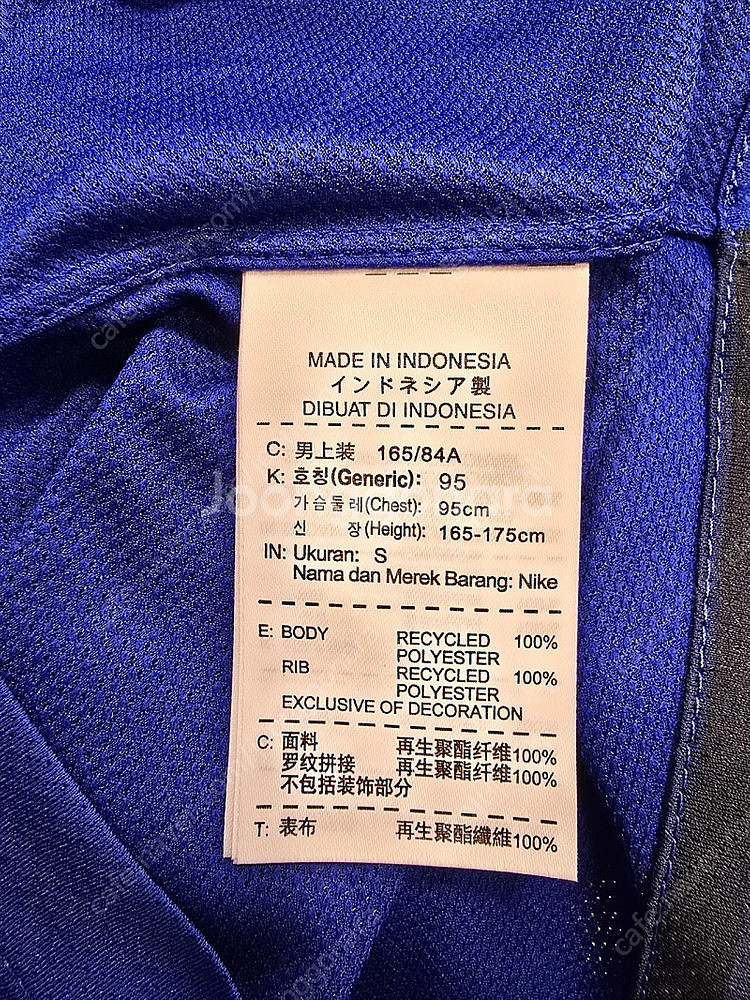 MADE IN INDONESIA
インドネシア製
DIBUAT DI INDONESIA
C: 男上装 165/84A
K: 호칭(Generic): 95
가슴둘레(Chest): 95cm
신 장(Height): 165-175cm
IN: Ukuran: S
Nama dan Merek Barang: Nike
E: BODY RECYCLED 100%
POLYESTER
RIB RECYCLED 100%
POLYESTER
EXCLUSIVE OF DECORATION
C: 面料 再生聚酯纤维100%
罗纹拼接 再生聚酯纤维100%
不包括装饰部分
T: 表布 再生聚酯纖維100%